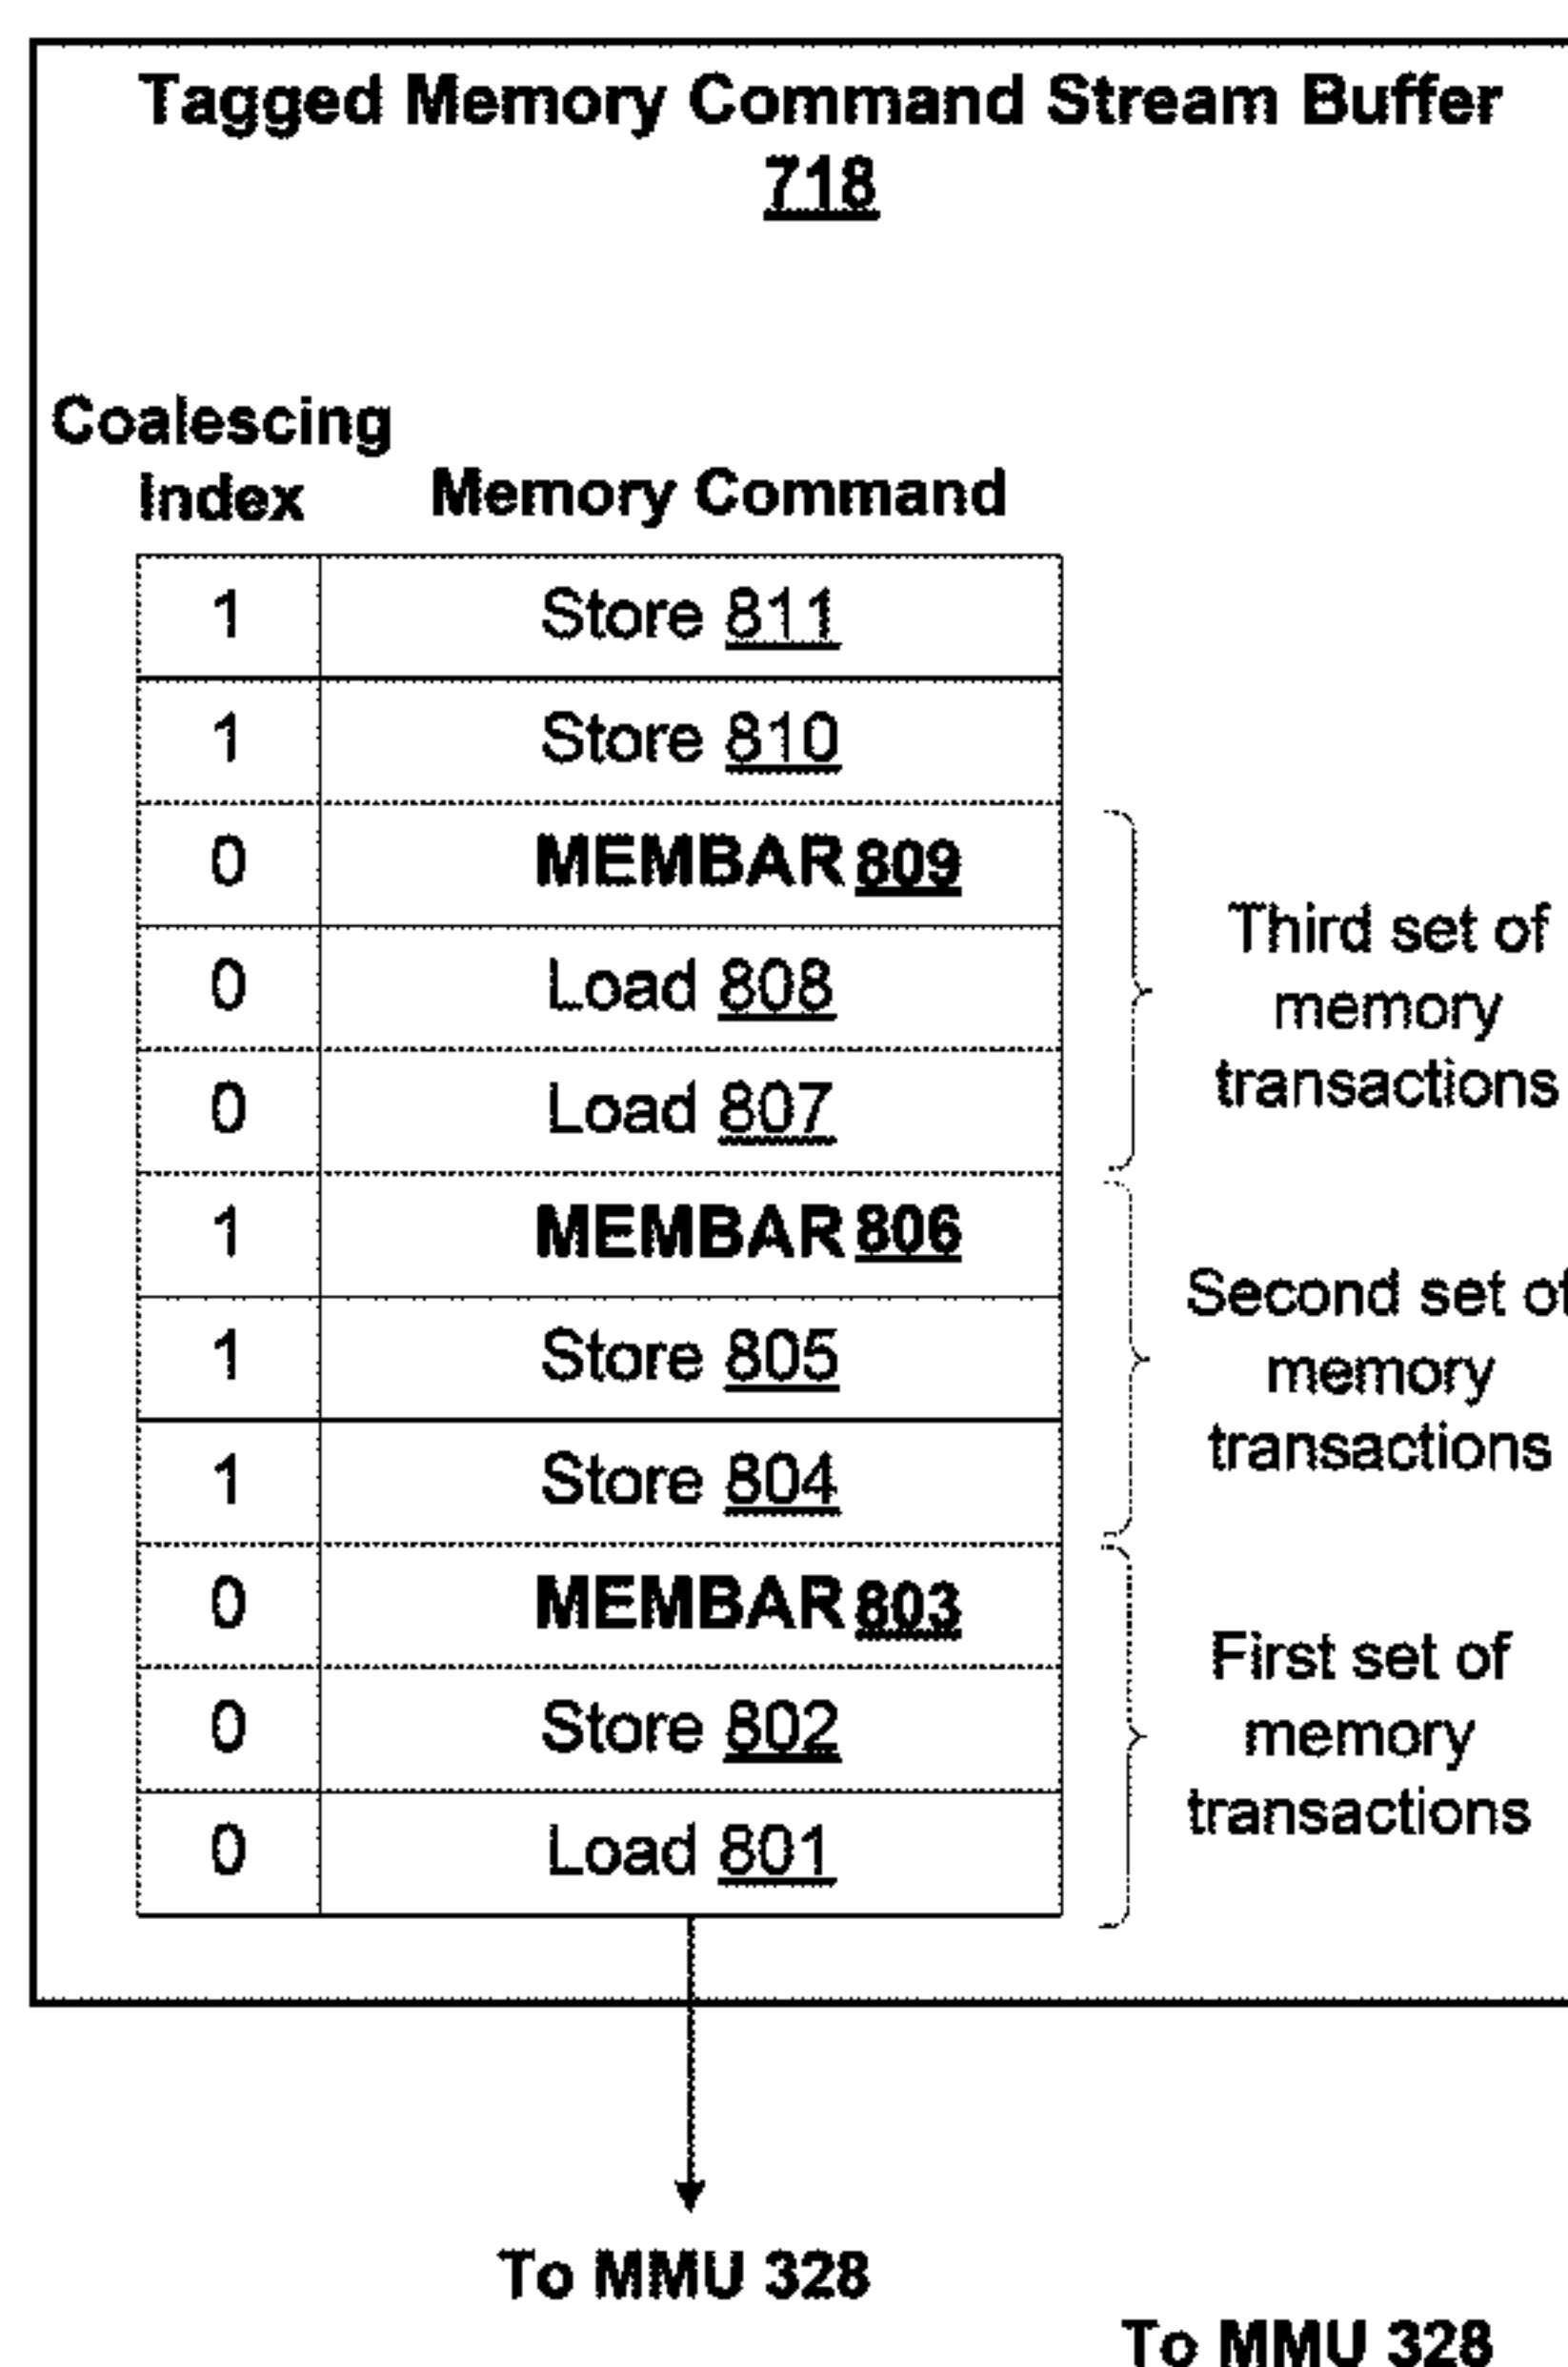 Tagged Memory Command Stream Buffer
718
Coalescing
Index
Memory Command
1 Store 811
1 Store 810
0 MEMBAR 809
0 Load 808
0 Load 807
1 MEMBAR 806
1 Store 805
1 Store 804
0 MEMBAR 803
0 Store 802
0 Load 801
Third set of
memory
transactions
Second set of
memory
transactions
First set of
memory
transactions
To MMU 328
To MMU 328